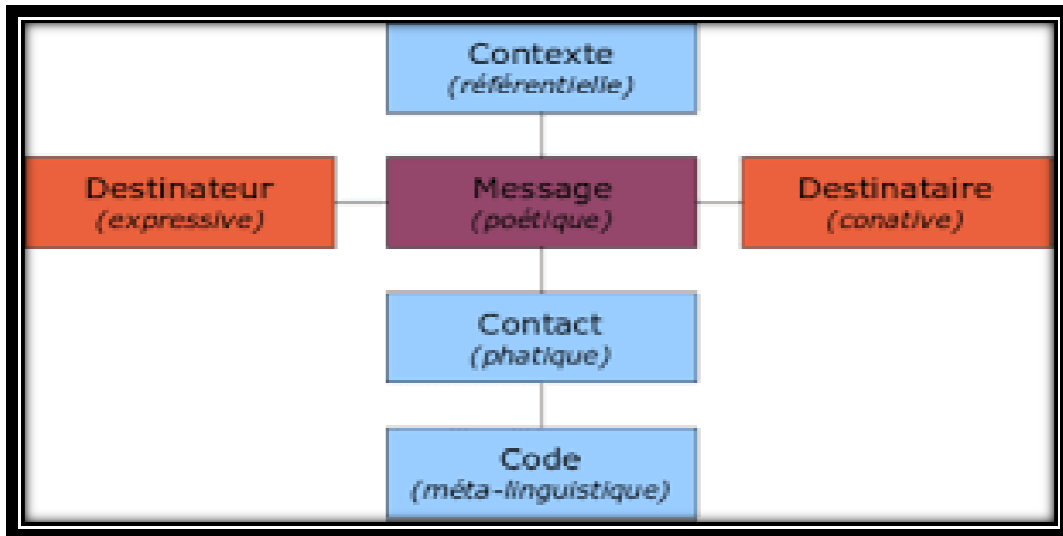 Contexte
(référentielle)
Destinateur
(expressive)
Message
(poétique)
Destinataire
(conative)
Contact
(phatique)
Code
(méta-linguistique)